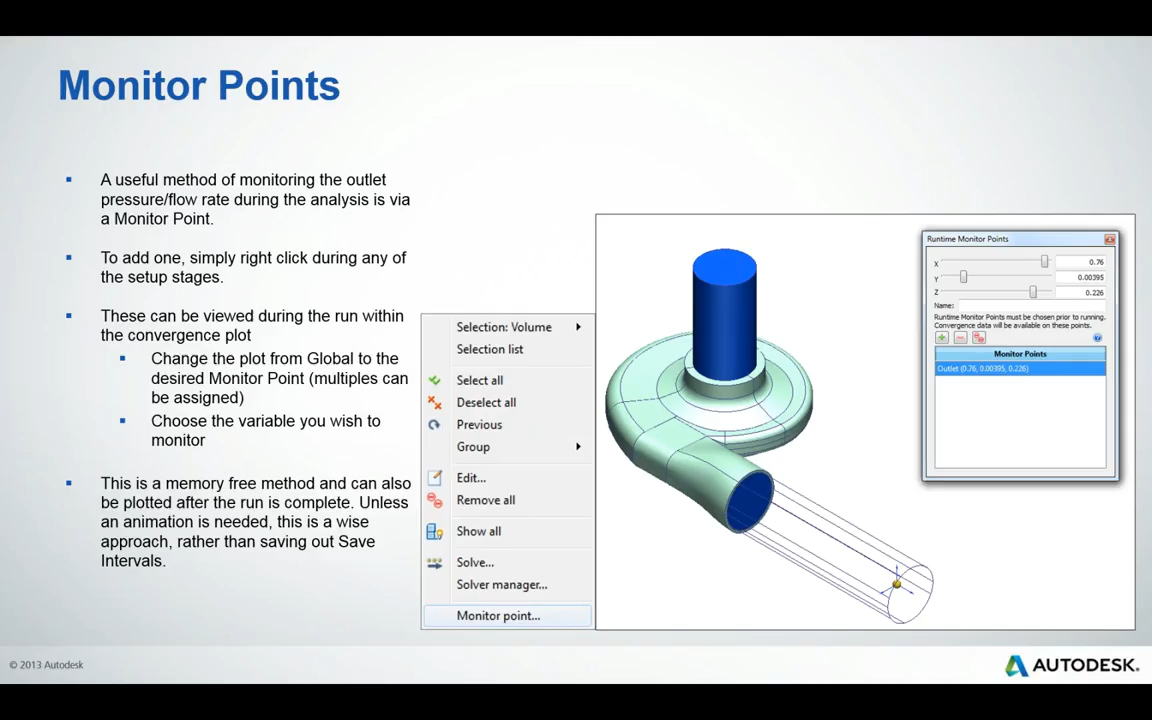 Monitor Points
A useful method of monitoring the outlet
pressure/flow rate during the analysis is via
a Monitor Point.
To add one, simply right click during any of
the setup stages.
These can be viewed during the run within
the convergence plot
Change the plot from Global to the
desired Monitor Point (multiples can
be assigned)
Choose the variable you wish to
monitor
This is a memory free method and can also
be plotted after the run is complete. Unless
an animation is needed, this is a wise
approach, rather than saving out Save
Intervals.
Selection: Volume
Selection list
Select all
Deselect all
Previous
Group
Edit...
Remove all
Show all
Solve...
Solver manager...
Monitor point...
Runtime Monitor Points
X 0.76
Y 0.00395
Z 0.226
Name:
Runtime Monitor Points must be chosen prior to running.
Convergence data will be available on these points.
Monitor Points
Outlet (0.76, 0.00395, 0.226)
© 2013 Autodesk
AUTODESK.